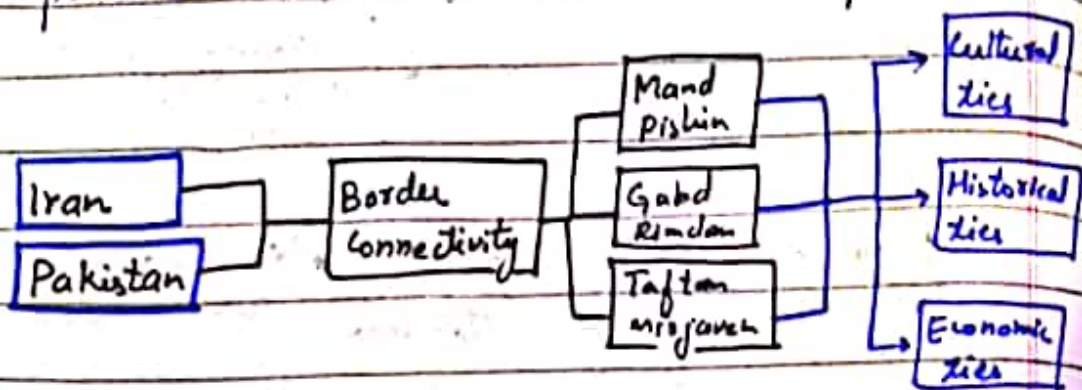 Iran
Pakistan
Border
Connectivity
Mand
Pishin
Gabd
Rimdan
Taftan
mirjaveh
Cultural
ties
Historical
ties
Economic
ties